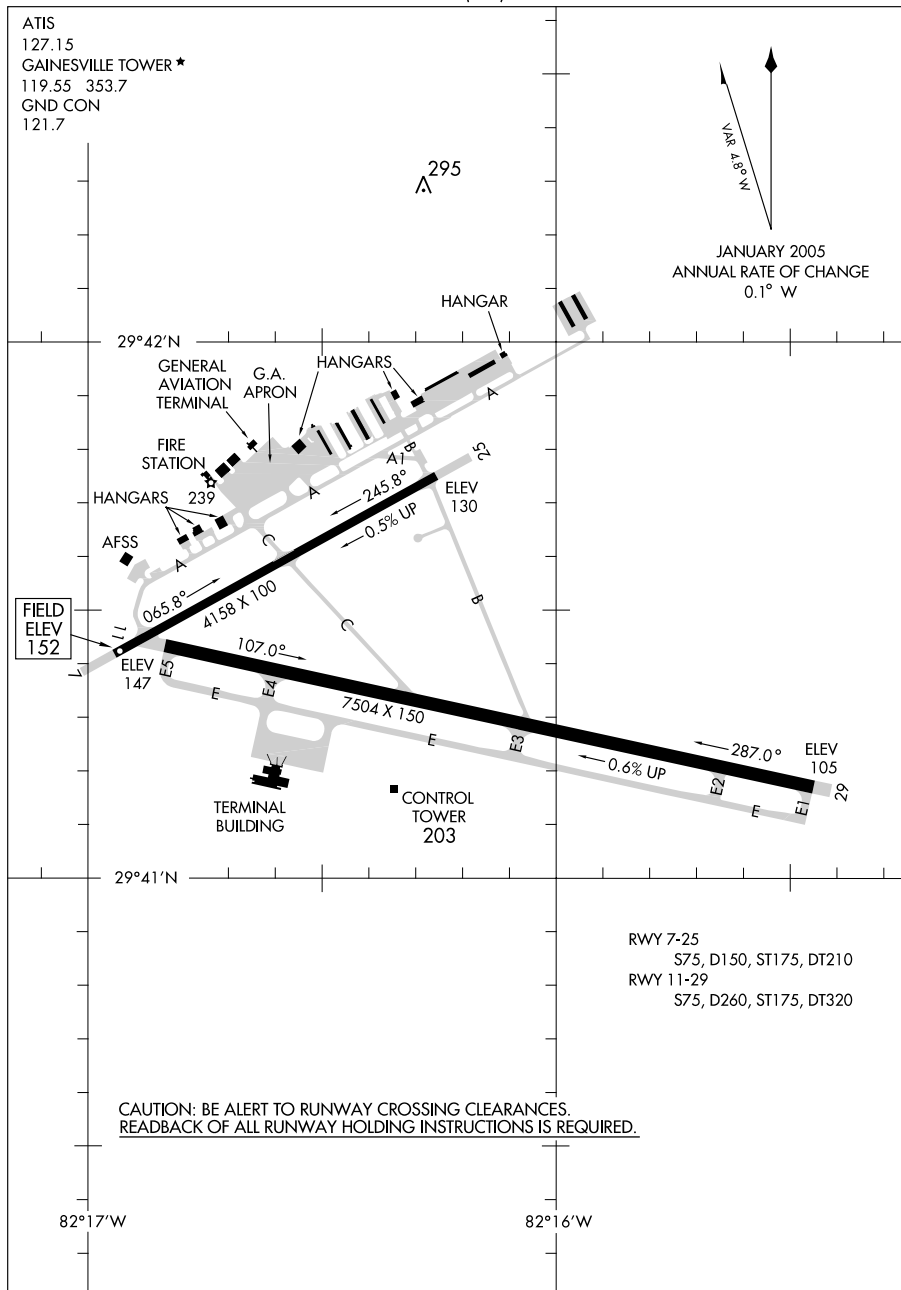 ATIS
127.15
GAINESVILLE TOWER ★
119.55 353.7
GND CON
121.7
295
VAR 4.8° W
JANUARY 2005
ANNUAL RATE OF CHANGE
0.1° W
HANGAR
29°42'N
GENERAL
AVIATION
TERMINAL
G.A.
APRON
HANGARS
A
FIRE
STATION
239
B
A1
25
HANGARS
A
245.8°
0.5% UP
ELEV
130
AFSS
A
C
065.8°
4158 X 100
C
B
FIELD
ELEV
152
11
7
ELEV
147
107.0°
E5
E
E4
7504 X 150
E
E3
0.6% UP
287.0°
ELEV
105
29
E2
E
E1
TERMINAL
BUILDING
CONTROL
TOWER
203
29°41'N
RWY 7-25
S75, D150, ST175, DT210
RWY 11-29
S75, D260, ST175, DT320
CAUTION: BE ALERT TO RUNWAY CROSSING CLEARANCES.
READBACK OF ALL RUNWAY HOLDING INSTRUCTIONS IS REQUIRED.
82°17'W
82°16'W